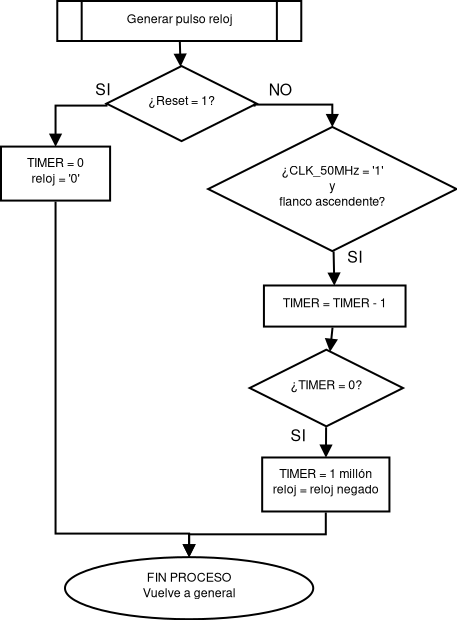 Generar pulso reloj
SI
¿Reset = 1?
NO
TIMER = 0
reloj = '0'
¿CLK_50MHz = '1'
y
flanco ascendente?
SI
TIMER = TIMER - 1
¿TIMER = 0?
SI
TIMER = 1 millón
reloj = reloj negado
FIN PROCESO
Vuelve a general